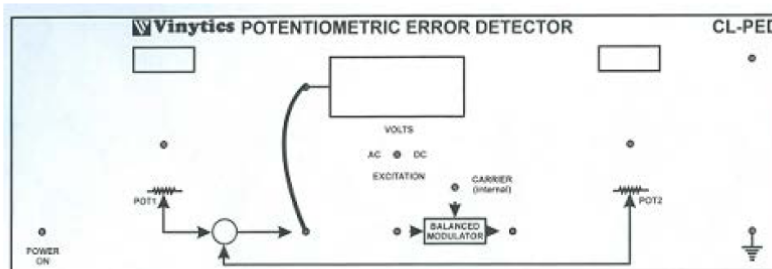 Vinytics POTENTIOMETRIC ERROR DETECTOR CL-PED
VOLTS
AC DC
EXCITATION
CARRIER
(internal)
POT1
POT2
BALANCED
MODULATOR
POWER
ON